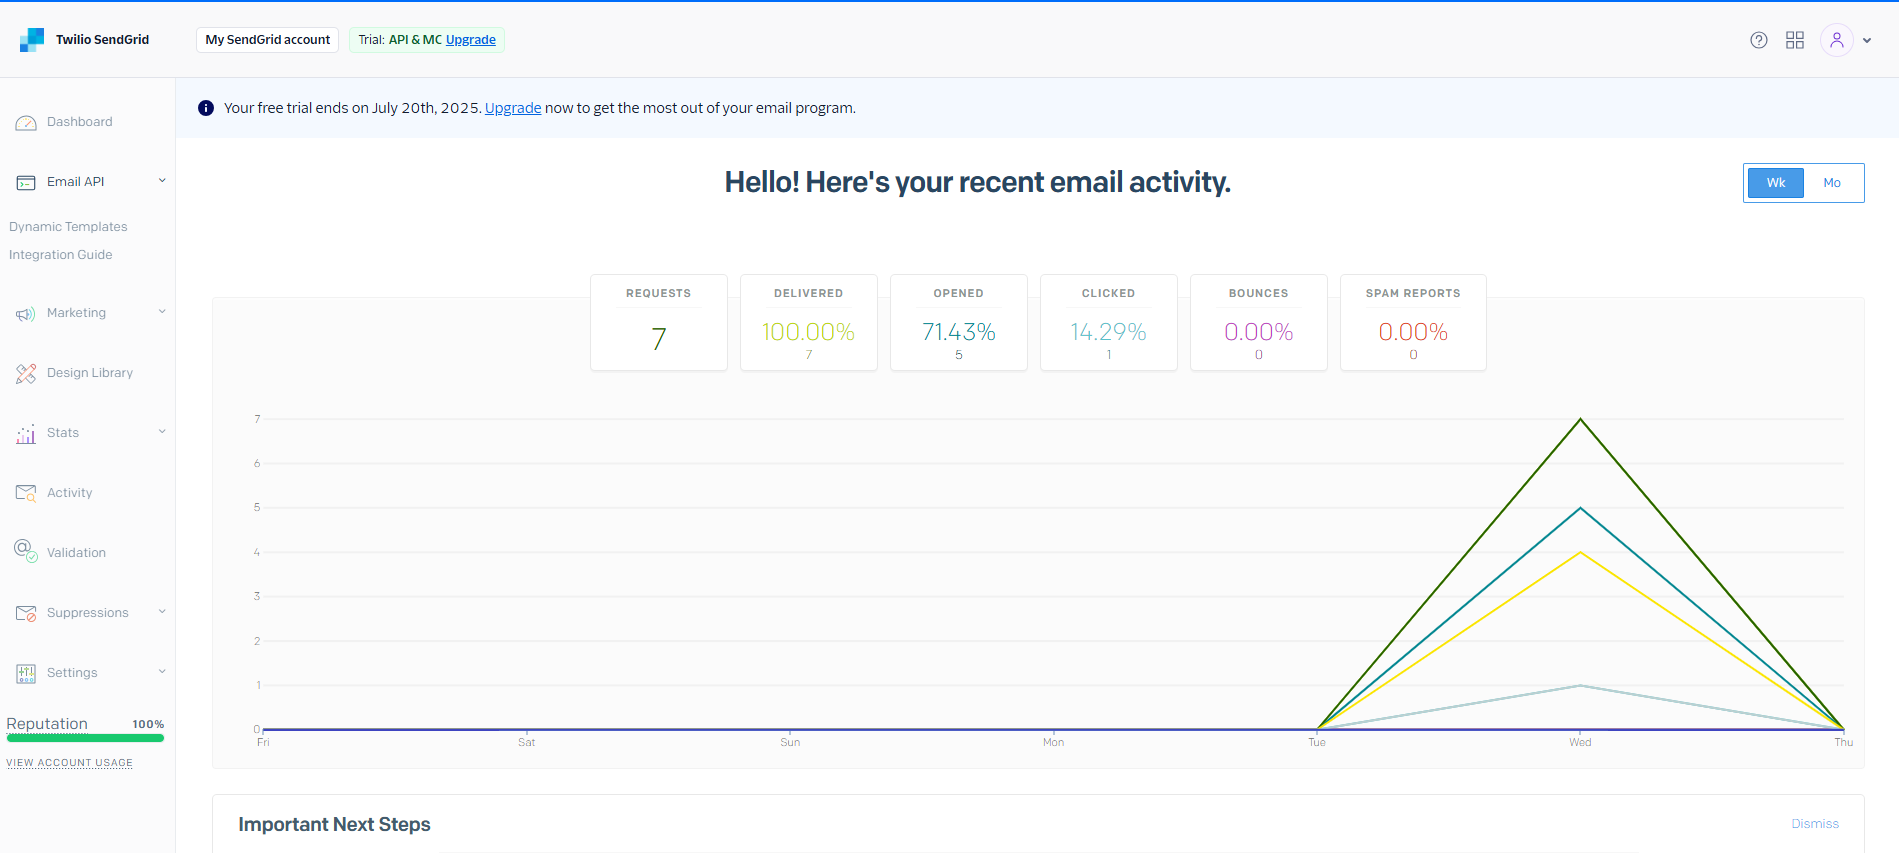 Twilio SendGrid
My SendGrid account
Trial: API & MC Upgrade
Your free trial ends on July 20th, 2025. Upgrade now to get the most out of your email program.
Dashboard
Email API
Dynamic Templates
Integration Guide
Marketing
Design Library
Stats
Activity
Validation
Suppressions
Settings
Reputation 100%
VIEW ACCOUNT USAGE
Hello! Here's your recent email activity.
Wk Mo
REQUESTS
7
DELIVERED
100.00%
7
OPENED
71.43%
5
CLICKED
14.29%
1
BOUNCES
0.00%
0
SPAM REPORTS
0.00%
0
7
6
5
4
3
2
1
0
Fri Sat Sun Mon Tue Wed Thu
Important Next Steps
Dismiss